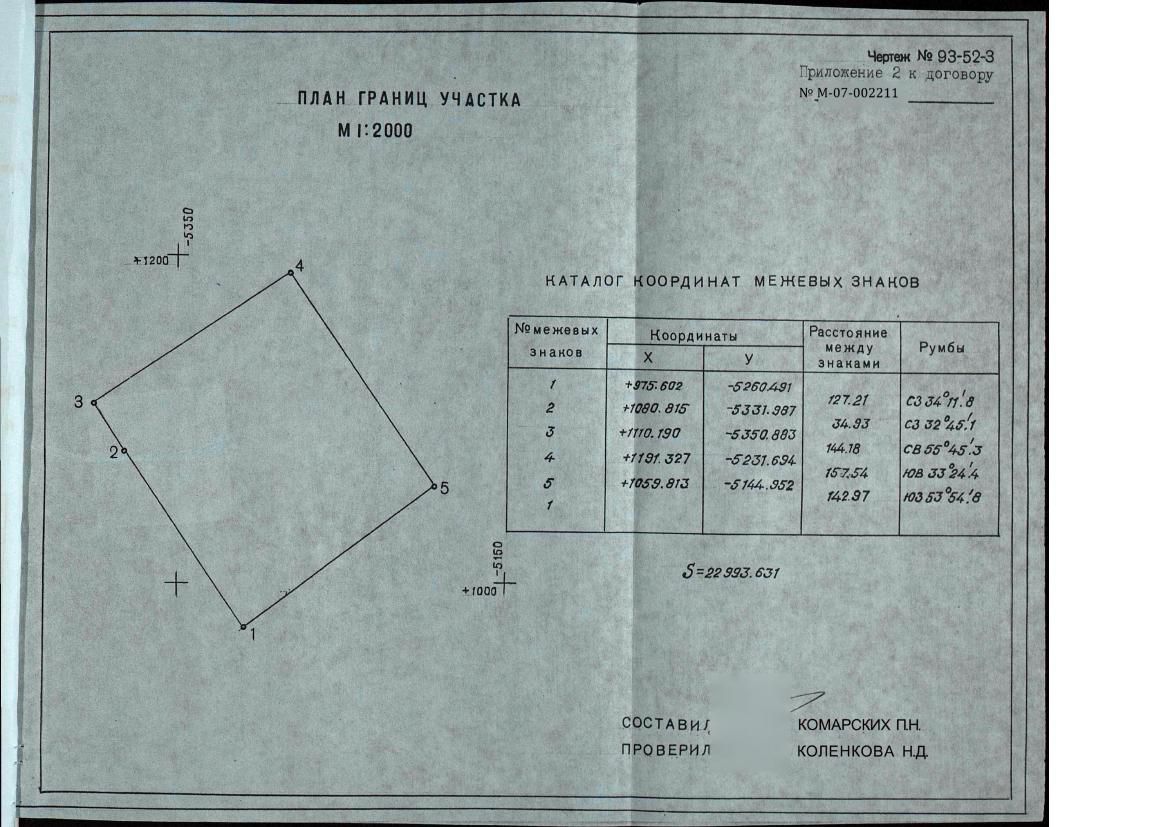 Чертеж № 93-52-3
Приложение 2 к договору
№ М-07-002211
ПЛАН ГРАНИЦ УЧАСТКА
М 1:2000
-5350
+1200
4
3
2
5
1
-5150
+1000
КАТАЛОГ КООРДИНАТ МЕЖЕВЫХ ЗНАКОВ
№ межевых знаков Координаты Расстояние между знаками Румбы
X У
1 +975.602 -5260.491
127.21 СЗ 34°11.'8
2 +1080.815 -5331.987
34.93 СЗ 32°45.'1
3 +1110.190 -5350.883
144.18 СВ 55°45.'3
4 +1191.327 -5231.694
157.54 ЮВ 33°24.'4
5 +1059.813 -5144.952
142.97 ЮЗ 53°54.'8
1
S=22993.631
СОСТАВИЛ КОМАРСКИХ П.Н.
ПРОВЕРИЛ КОЛЕНКОВА Н.Д.